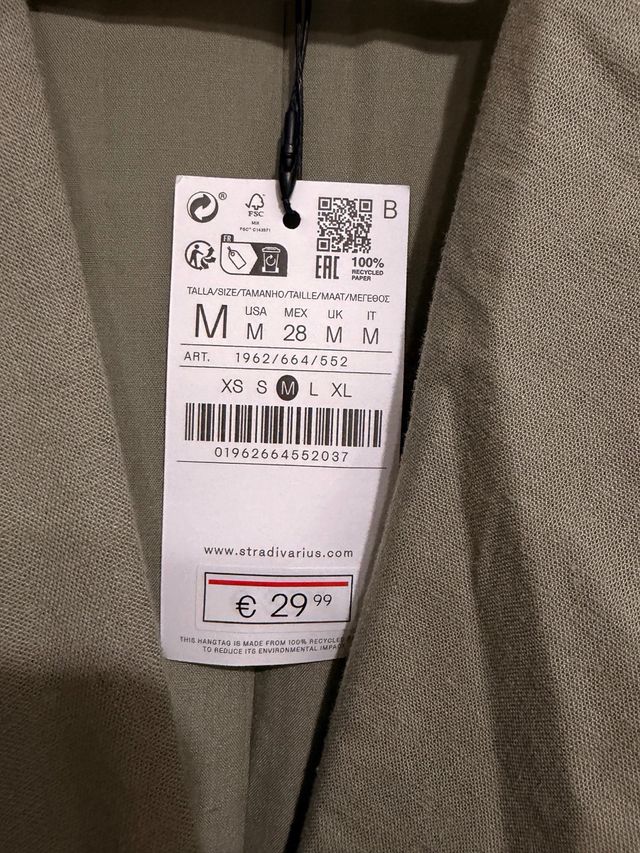 ®
FSC
MIX
FSC® C143571
B
FR
EAC
100%
RECYCLED
PAPER
TALLA/SIZE/TAMANHO/TAILLE/MAAT/ΜΕΓΕΘΟΣ
M
USA MEX UK IT
M 28 M M
ART. 1962/664/552
XS S M L XL
01962664552037
www.stradivarius.com
€ 29 99
THIS HANGTAG IS MADE FROM 100% RECYCLED
TO REDUCE ITS ENVIRONMENTAL IMPACT